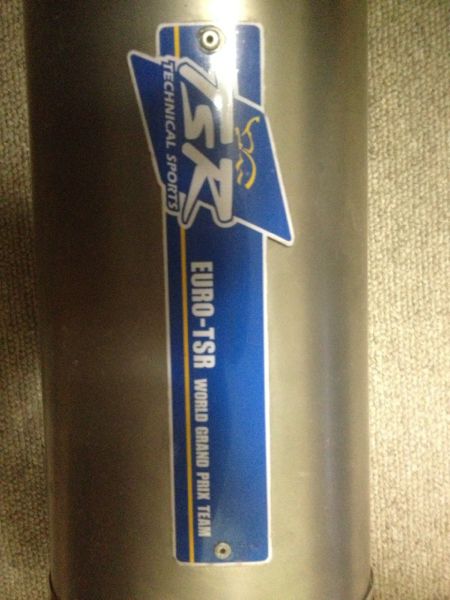 TSR
TECHNICAL SPORTS
EURO-TSR WORLD GRAND PRIX TEAM